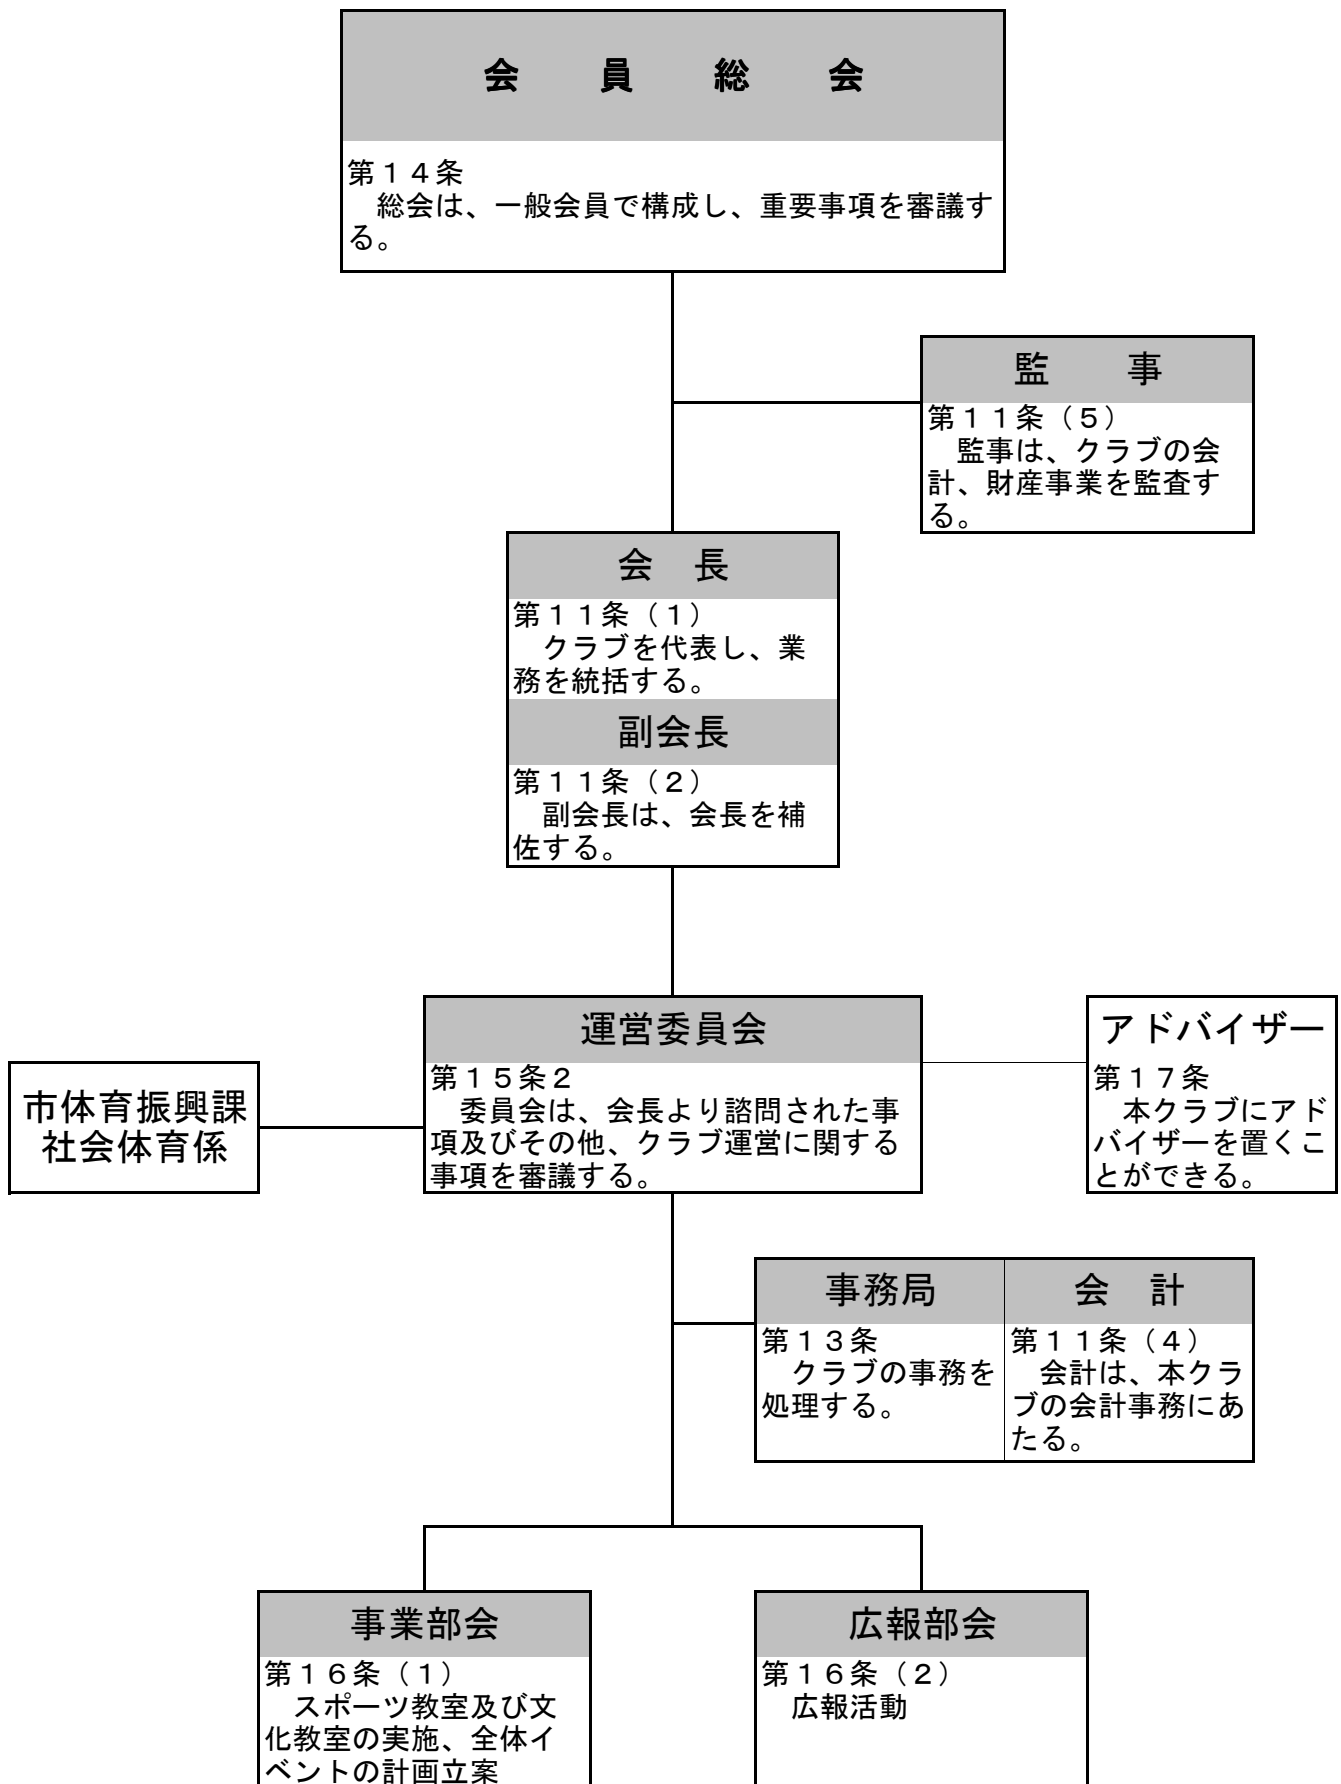 会　員　総　会
第１４条
　総会は、一般会員で構成し、重要事項を審議す
る。
監　事
第１１条（５）
　監事は、クラブの会
計、財産事業を監査す
る。
会　長
第１１条（１）
　クラブを代表し、業
務を統括する。
副会長
第１１条（２）
　副会長は、会長を補
佐する。
運営委員会
第１５条２
　委員会は、会長より諮問された事
項及びその他、クラブ運営に関する
事項を審議する。
アドバイザー
第１７条
　本クラブにアド
バイザーを置くこ
とができる。
市体育振興課
社会体育係
事務局
第１３条
　クラブの事務を
処理する。
会　計
第１１条（４）
　会計は、本クラ
ブの会計事務にあ
たる。
事業部会
第１６条（１）
　スポーツ教室及び文
化教室の実施、全体イ
ベントの計画立案
広報部会
第１６条（２）
　広報活動